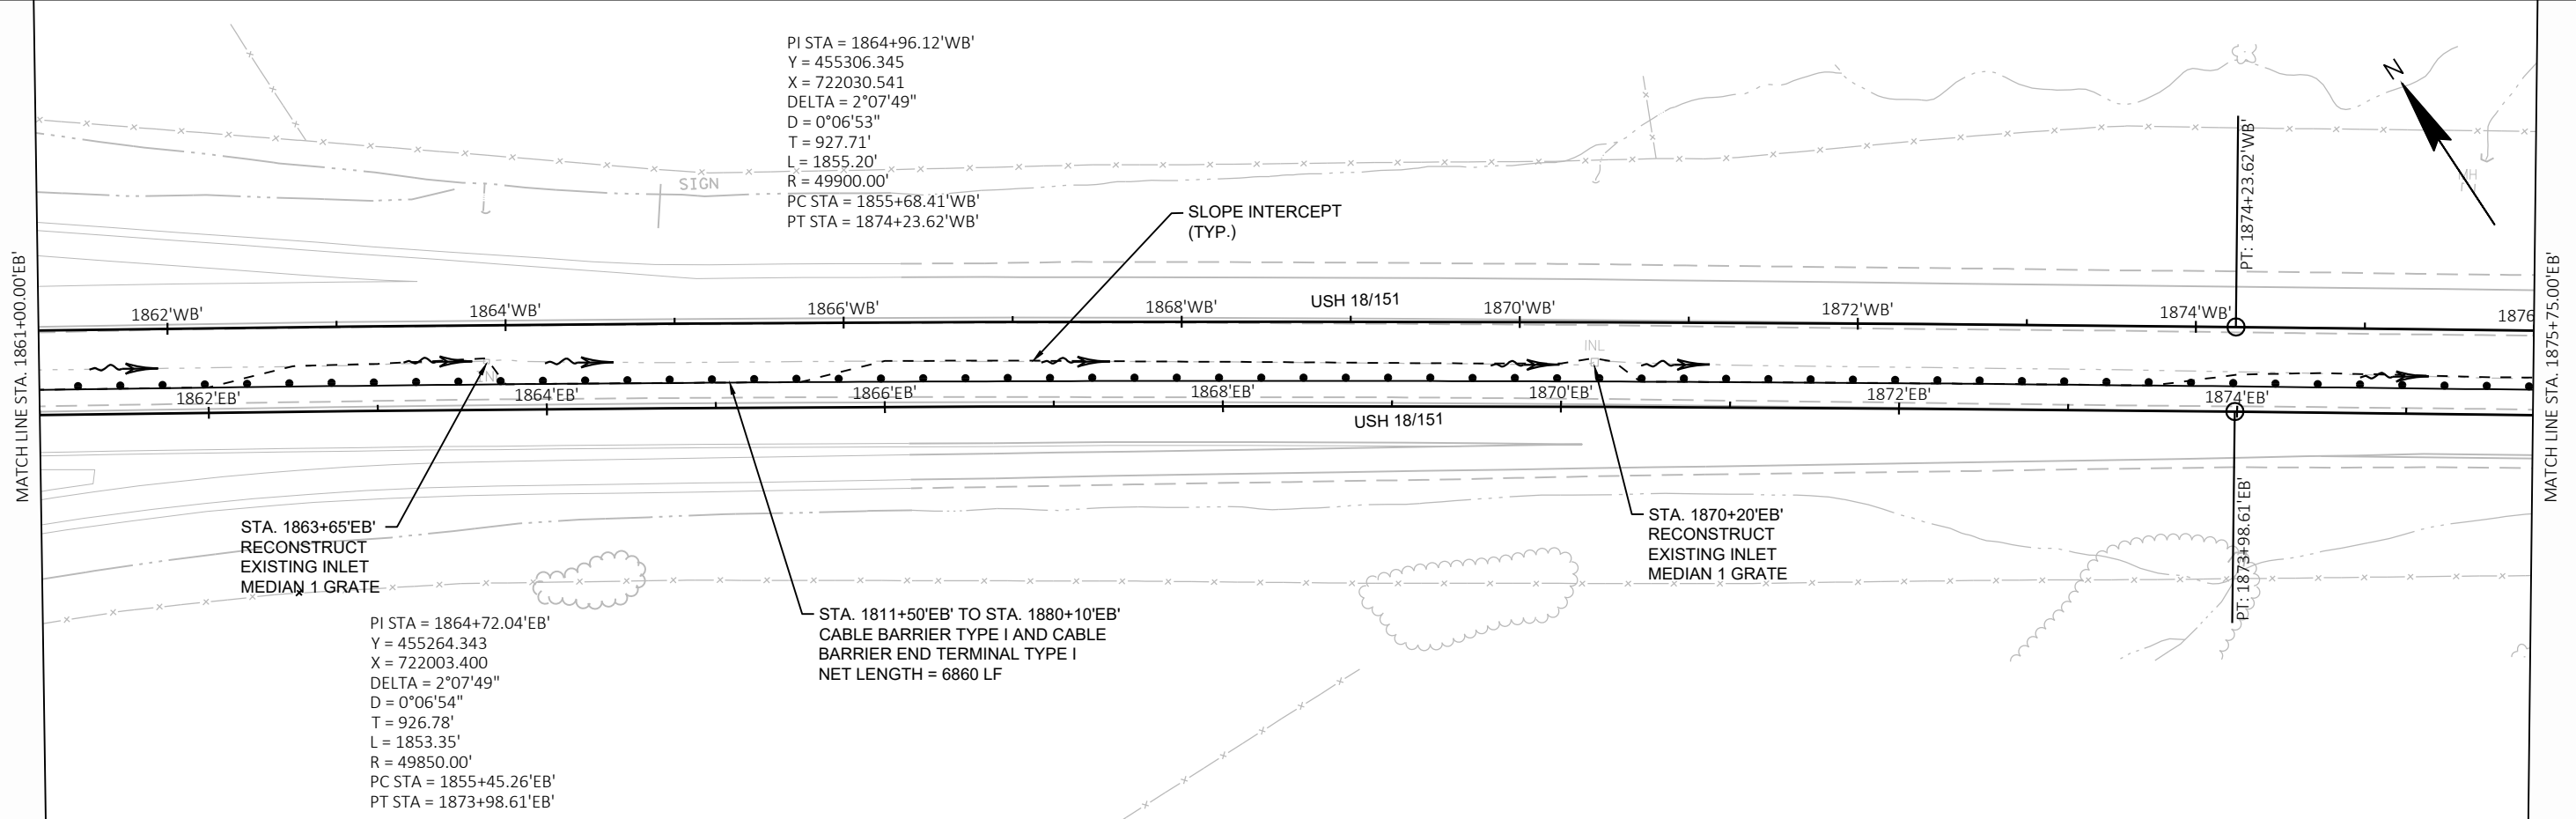 PI STA = 1864+96.12'WB'
Y = 455306.345
X = 722030.541
DELTA = 2°07'49"
D = 0°06'53"
T = 927.71'
L = 1855.20'
R = 49900.00'
PC STA = 1855+68.41'WB'
PT STA = 1874+23.62'WB'
SIGN
SLOPE INTERCEPT
(TYP.)
N
MH
PT: 1874+23.62'WB'
MATCH LINE STA. 1861+00.00'EB'
MATCH LINE STA. 1875+75.00'EB'
1862'WB'
1864'WB'
1866'WB'
1868'WB'
USH 18/151
1870'WB'
1872'WB'
1874'WB'
1876
INL
INL
1862'EB'
1864'EB'
1866'EB'
1868'EB'
1870'EB'
1872'EB'
1874'EB'
USH 18/151
STA. 1863+65'EB'
RECONSTRUCT
EXISTING INLET
MEDIAN 1 GRATE
STA. 1870+20'EB'
RECONSTRUCT
EXISTING INLET
MEDIAN 1 GRATE
PT: 1873+98.61'EB'
STA. 1811+50'EB' TO STA. 1880+10'EB'
CABLE BARRIER TYPE I AND CABLE
BARRIER END TERMINAL TYPE I
NET LENGTH = 6860 LF
PI STA = 1864+72.04'EB'
Y = 455264.343
X = 722003.400
DELTA = 2°07'49"
D = 0°06'54"
T = 926.78'
L = 1853.35'
R = 49850.00'
PC STA = 1855+45.26'EB'
PT STA = 1873+98.61'EB'